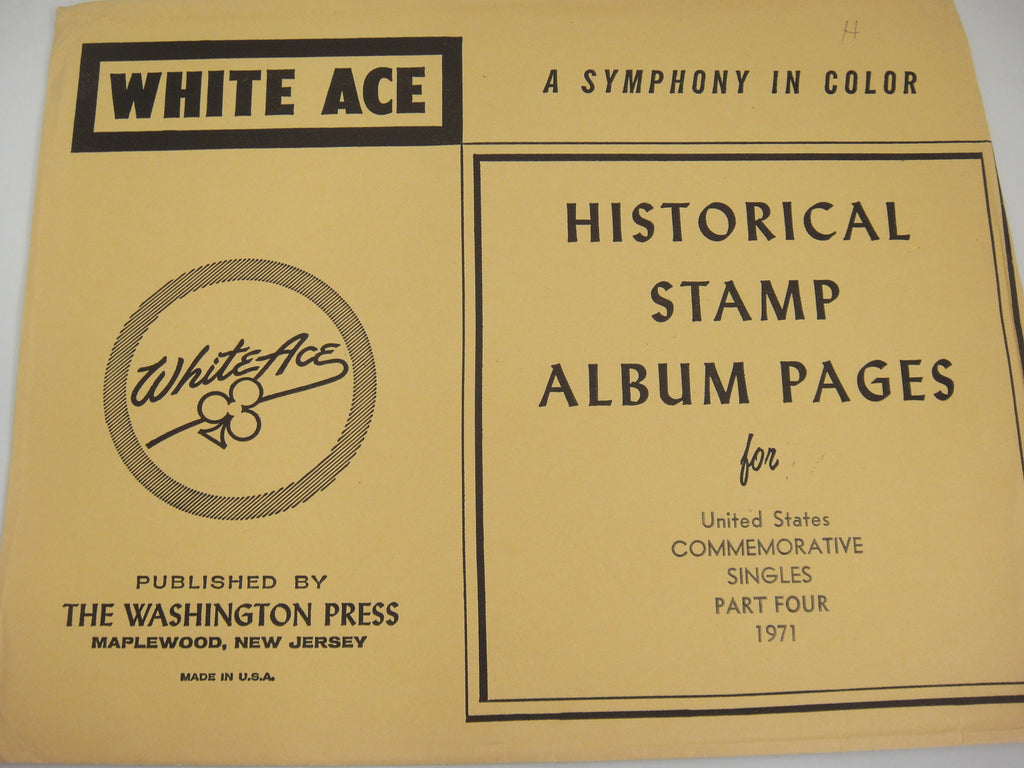 WHITE ACE
A SYMPHONY IN COLOR
H
White Ace
PUBLISHED BY
THE WASHINGTON PRESS
MAPLEWOOD, NEW JERSEY
MADE IN U.S.A.
HISTORICAL
STAMP
ALBUM PAGES
for
United States
COMMEMORATIVE
SINGLES
PART FOUR
1971